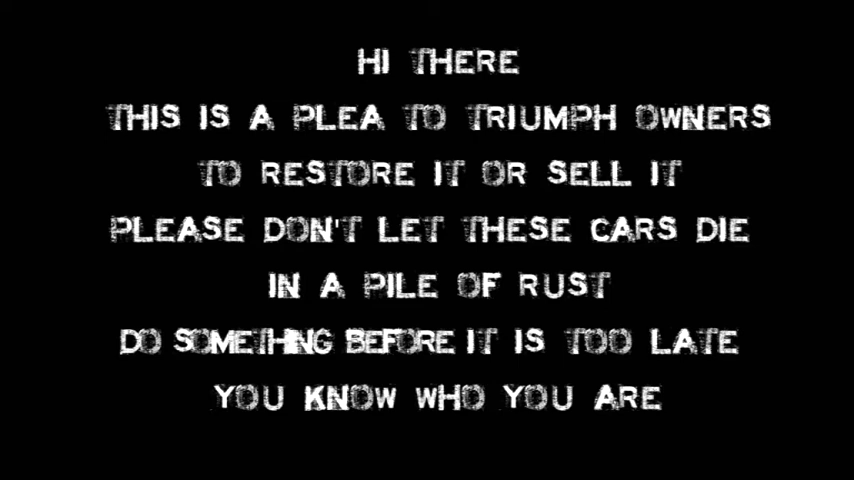 HI THERE
THIS IS A PLEA TO TRIUMPH OWNERS
TO RESTORE IT OR SELL IT
PLEASE DON'T LET THESE CARS DIE
IN A PILE OF RUST
DO SOMETHING BEFORE IT IS TOO LATE
YOU KNOW WHO YOU ARE